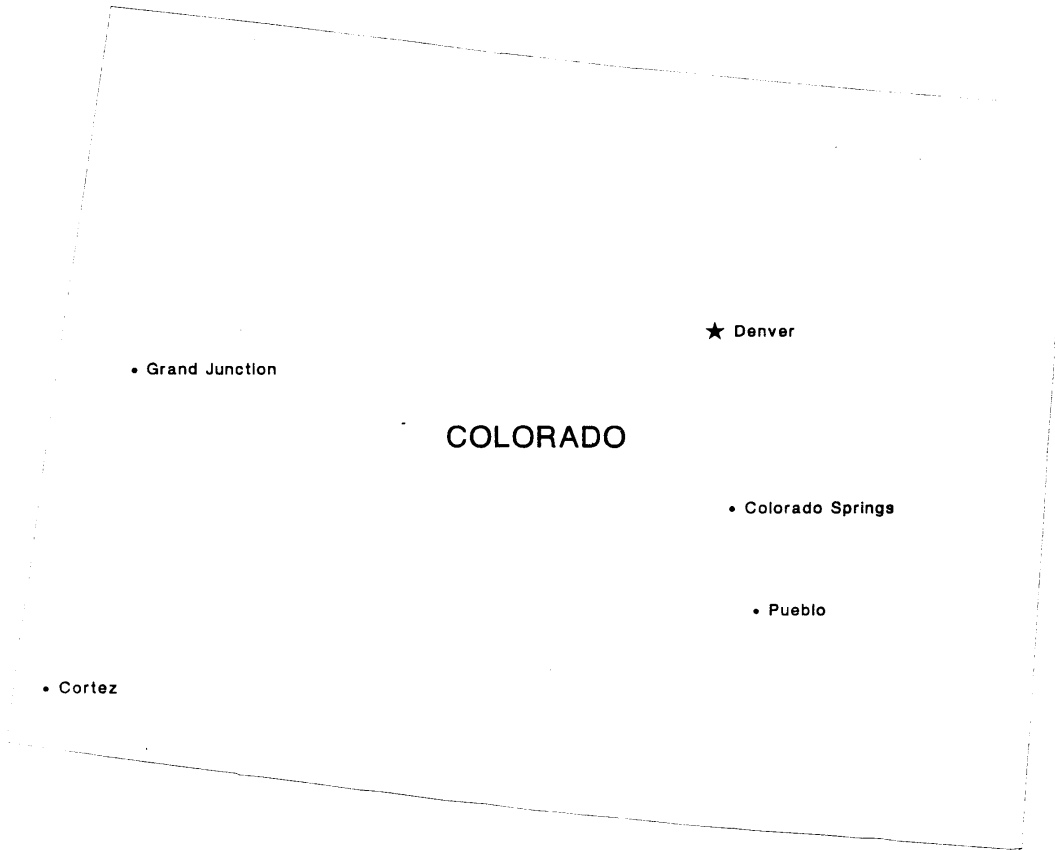 ★ Denver
• Grand Junction
COLORADO
• Colorado Springs
• Pueblo
• Cortez